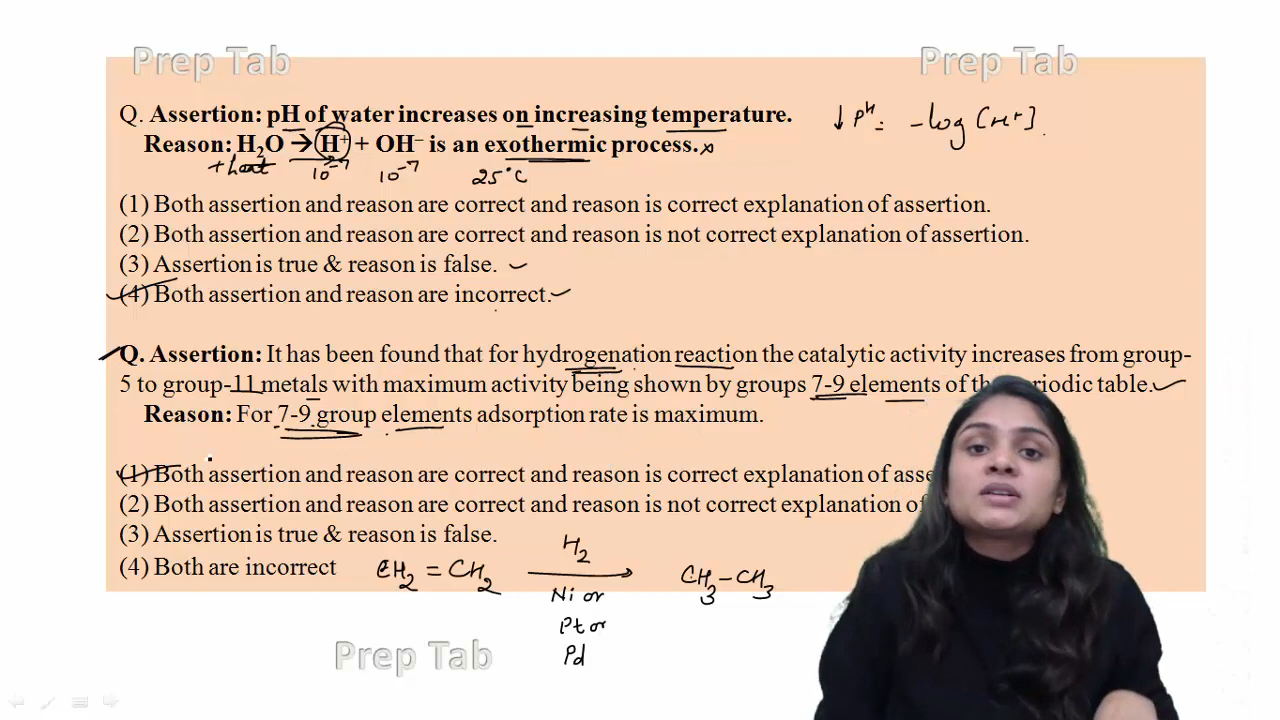 Prep Tab
Prep Tab
Q. Assertion: pH of water increases on increasing temperature.
↓ pH = -log [H+].
Reason: H₂O → H⁺ + OH⁻ is an exothermic process. x
+heat 10⁻⁷ 10⁻⁷ 25°C
(1) Both assertion and reason are correct and reason is correct explanation of assertion.
(2) Both assertion and reason are correct and reason is not correct explanation of assertion.
(3) Assertion is true & reason is false.
(4) Both assertion and reason are incorrect.
Q. Assertion: It has been found that for hydrogenation reaction the catalytic activity increases from group-
5 to group-11 metals with maximum activity being shown by groups 7-9 elements of the periodic table.
Reason: For 7-9 group elements adsorption rate is maximum.
(1) Both assertion and reason are correct and reason is correct explanation of
(2) Both assertion and reason are correct and reason is not correct explanation
(3) Assertion is true & reason is false.
(4) Both are incorrect
CH₂ = CH₂ H₂ → CH₃-CH₃
Ni or
Pt or
Pd
Prep Tab